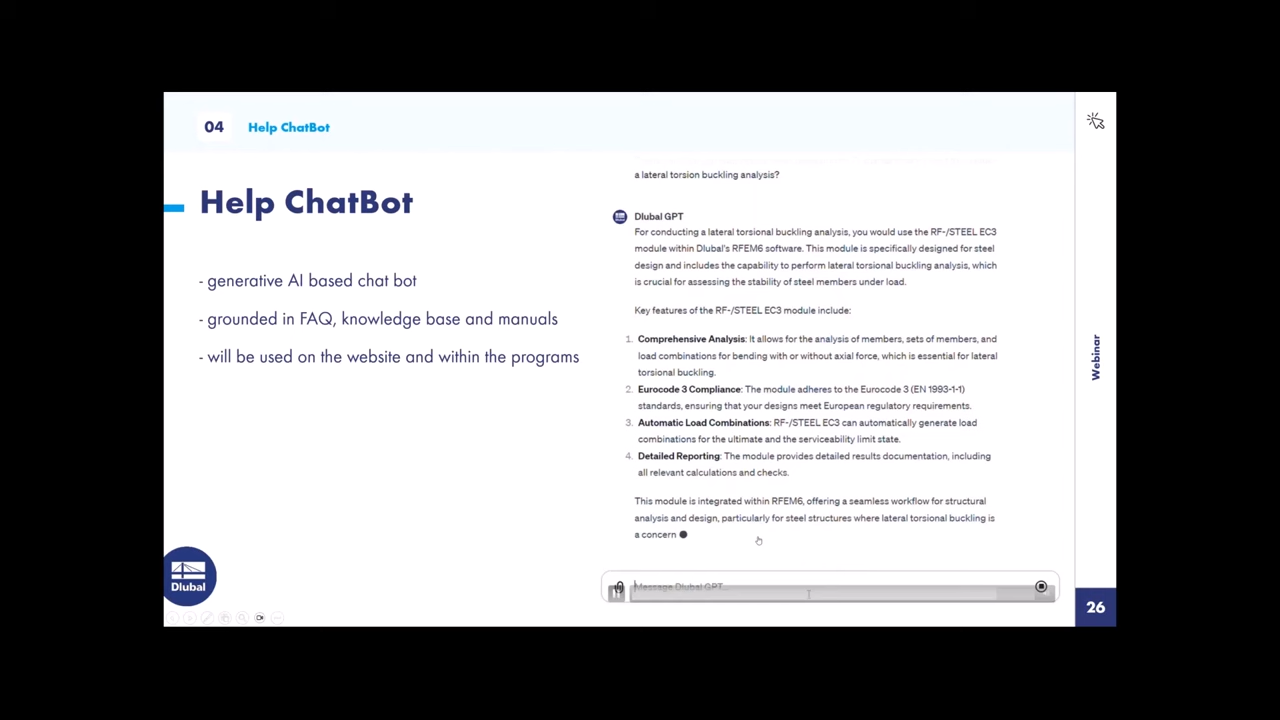 04 Help ChatBot
Help ChatBot
- generative AI based chat bot
- grounded in FAQ, knowledge base and manuals
- will be used on the website and within the programs
a lateral torsion buckling analysis?
Dlubal GPT
For conducting a lateral torsional buckling analysis, you would use the RF-/STEEL EC3
module within Dlubal's RFEM6 software. This module is specifically designed for steel
design and includes the capability to perform lateral torsional buckling analysis, which
is crucial for assessing the stability of steel members under load.
Key features of the RF-/STEEL EC3 module include:
1. Comprehensive Analysis: It allows for the analysis of members, sets of members, and
load combinations for bending with or without axial force, which is essential for lateral
torsional buckling.
2. Eurocode 3 Compliance: The module adheres to the Eurocode 3 (EN 1993-1-1)
standards, ensuring that your designs meet European regulatory requirements.
3. Automatic Load Combinations: RF-/STEEL EC3 can automatically generate load
combinations for the ultimate and the serviceability limit state.
4. Detailed Reporting: The module provides detailed results documentation, including
all relevant calculations and checks.
This module is integrated within RFEM6, offering a seamless workflow for structural
analysis and design, particularly for steel structures where lateral torsional buckling is
a concern
Message Dlubal GPT...
Dlubal
Webinar
26